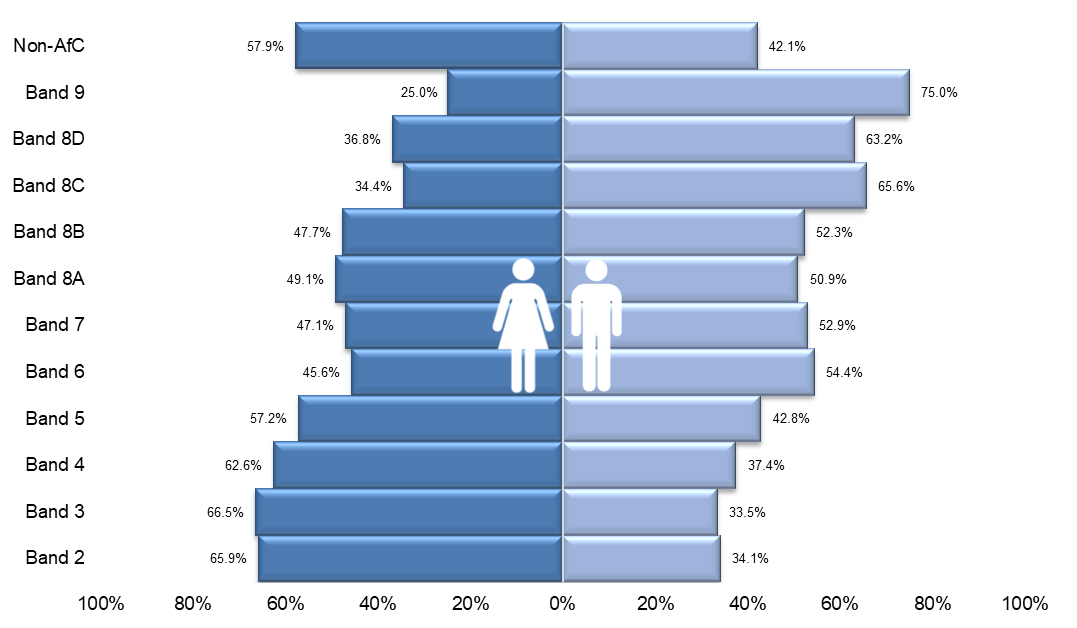 Non-AfC 57.9% 42.1%
Band 9 25.0% 75.0%
Band 8D 36.8% 63.2%
Band 8C 34.4% 65.6%
Band 8B 47.7% 52.3%
Band 8A 49.1% 50.9%
Band 7 47.1% 52.9%
Band 6 45.6% 54.4%
Band 5 57.2% 42.8%
Band 4 62.6% 37.4%
Band 3 66.5% 33.5%
Band 2 65.9% 34.1%
100% 80% 60% 40% 20% 0% 20% 40% 60% 80% 100%